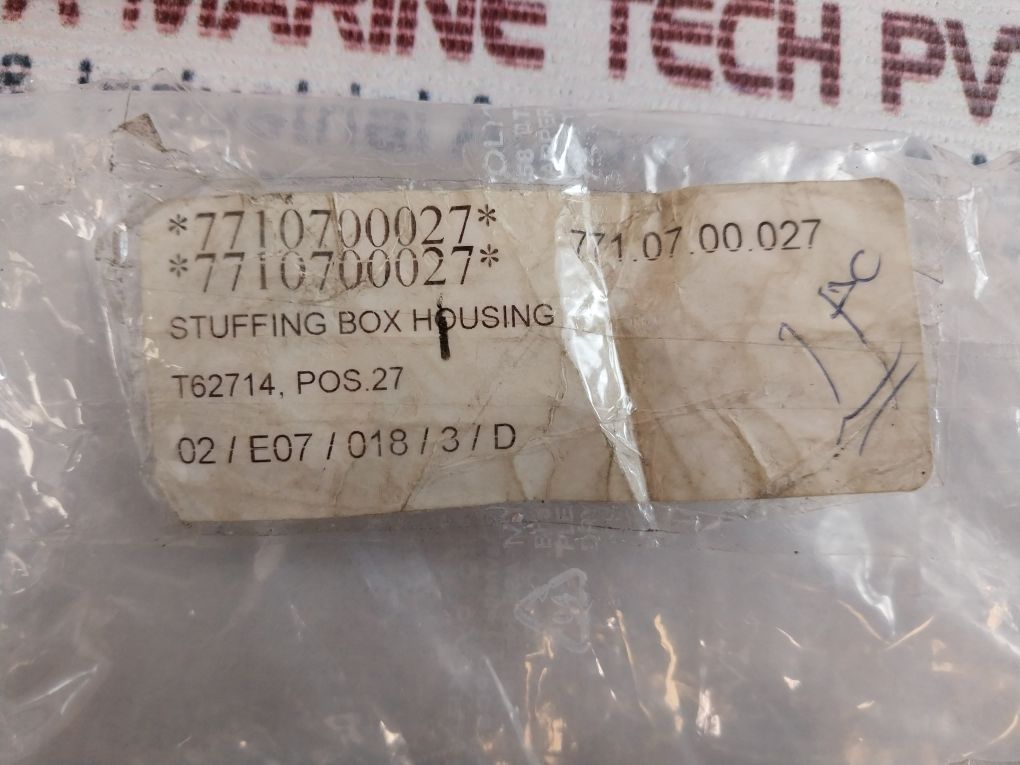 MARINE TECH PV
*7710700027*
*7710700027*
771.07.00.027
STUFFING BOX HOUSING
T62714, POS.27
02 / E07 / 018 / 3 / D